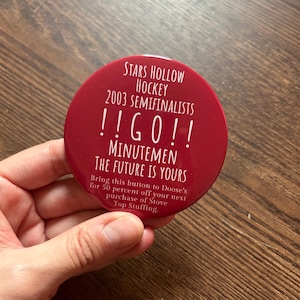 STARS HOLLOW
HOCKEY
2003 SEMIFINALISTS
!!GO!!
MINUTEMEN
THE FUTURE IS YOURS
Bring this button to Doose's
for 50 percent off your next
purchase of Stove
Top Stuffing.